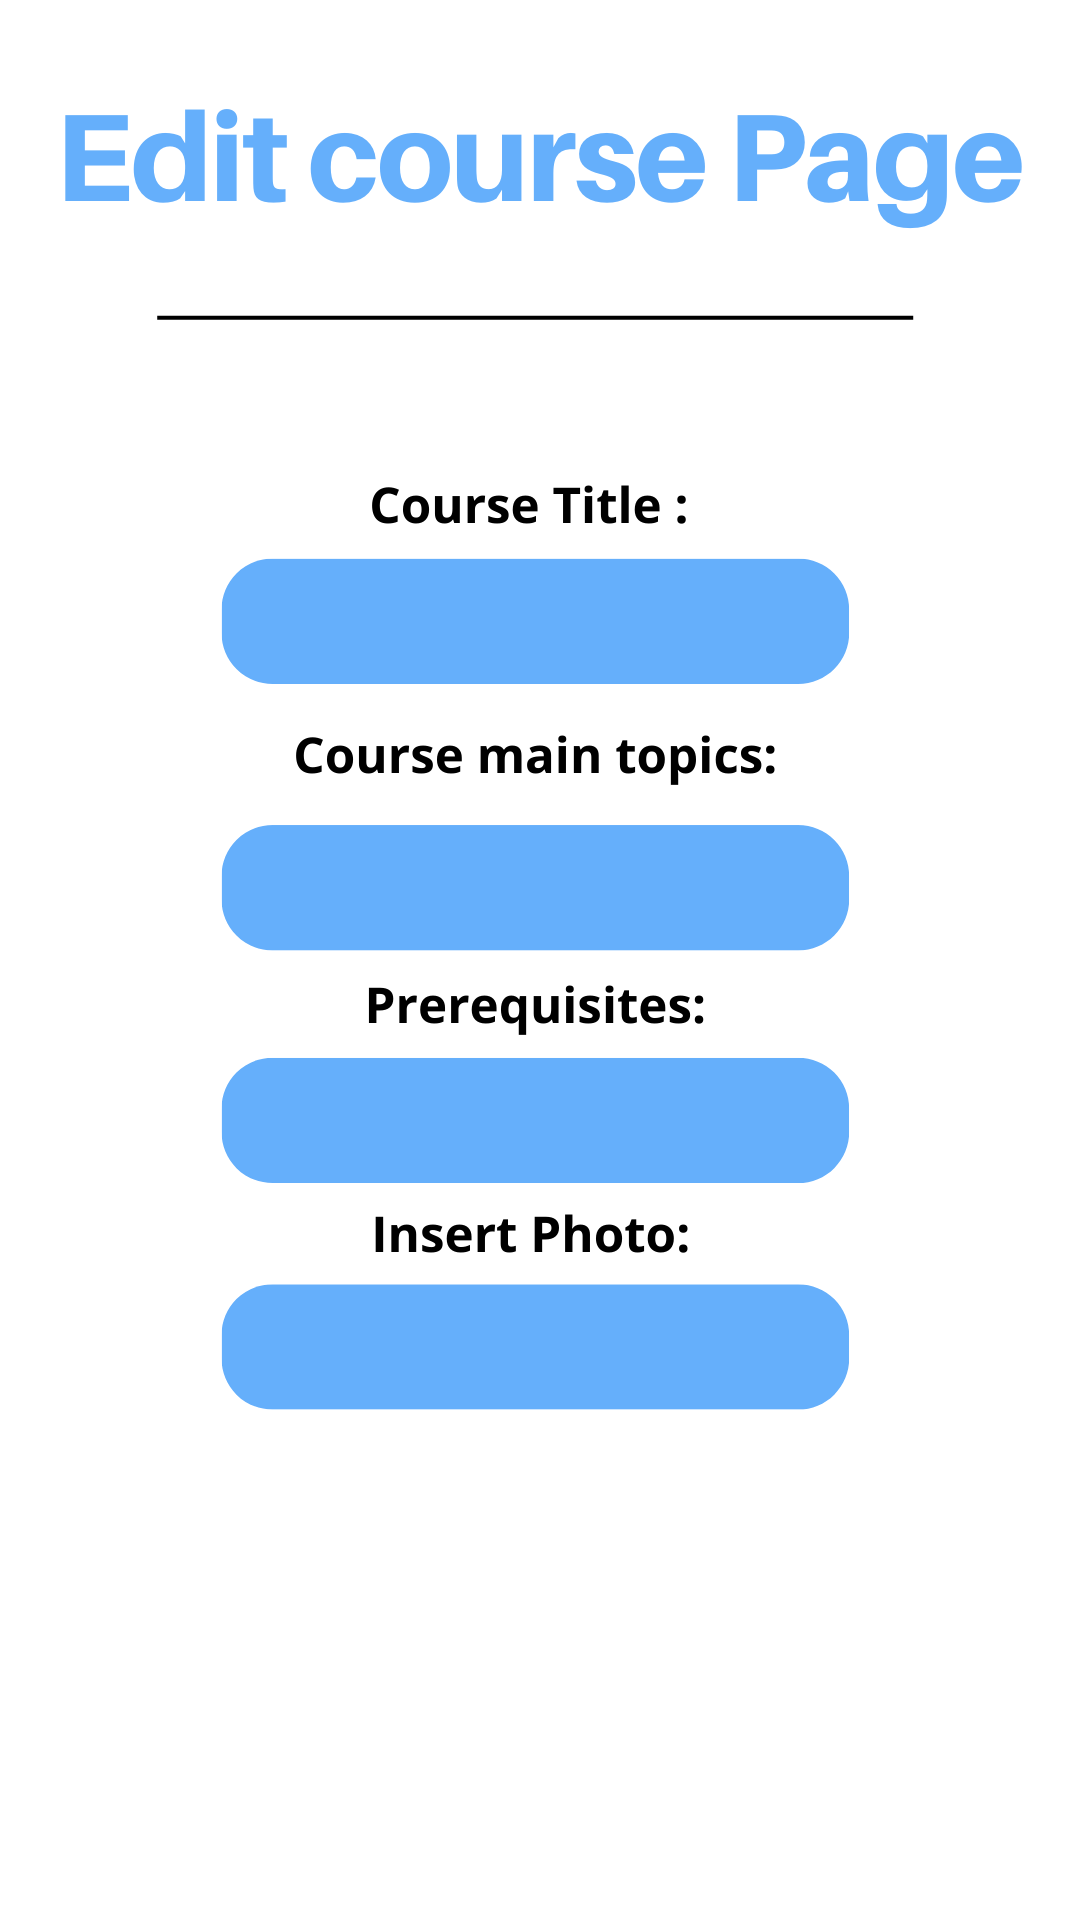 Edit course Page
Course Title :
Course main topics:
Prerequisites:
Insert Photo: